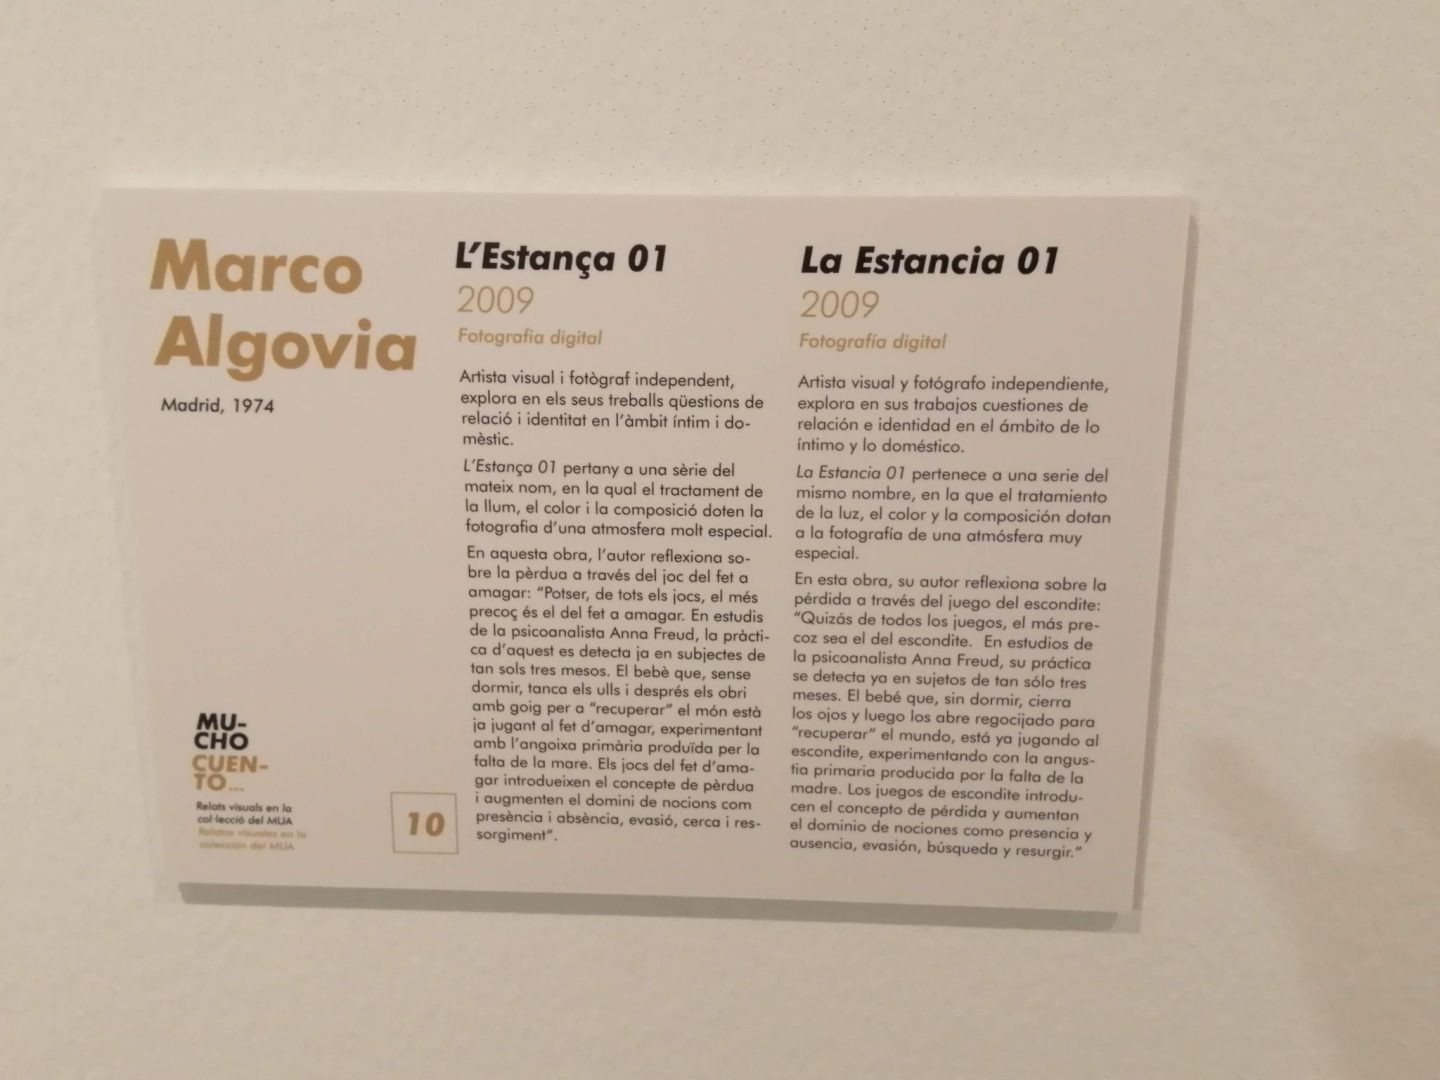 Marco
Algovia
Madrid, 1974
MU-
CHO
CUEN-
TO...
Relats visuals en la
col·lecció del MUA
Relatos visuales en la
colección del MUA
10
L'Estança 01
2009
Fotografia digital
Artista visual i fotògraf independent,
explora en els seus treballs qüestions de
relació i identitat en l'àmbit íntim i do-
mèstic.
L'Estança 01 pertany a una sèrie del
mateix nom, en la qual el tractament de
la llum, el color i la composició doten la
fotografia d'una atmosfera molt especial.
En aquesta obra, l'autor reflexiona so-
bre la pèrdua a través del joc del fet a
amagar: "Potser, de tots els jocs, el més
precoç és el del fet a amagar. En estudis
de la psicoanalista Anna Freud, la pràcti-
ca d'aquest es detecta ja en subjectes de
tan sols tres mesos. El bebè que, sense
dormir, tanca els ulls i després els obri
amb goig per a "recuperar" el món està
ja jugant al fet d'amagar, experimentant
amb l'angoixa primària produïda per la
falta de la mare. Els jocs del fet d'ama-
gar introdueixen el concepte de pèrdua
i augmenten el domini de nocions com
presència i absència, evasió, cerca i res-
sorgiment".
La Estancia 01
2009
Fotografía digital
Artista visual y fotógrafo independiente,
explora en sus trabajos cuestiones de
relación e identidad en el ámbito de lo
íntimo y lo doméstico.
La Estancia 01 pertenece a una serie del
mismo nombre, en la que el tratamiento
de la luz, el color y la composición dotan
a la fotografía de una atmósfera muy
especial.
En esta obra, su autor reflexiona sobre la
pérdida a través del juego del escondite:
"Quizás de todos los juegos, el más pre-
coz sea el del escondite. En estudios de
la psicoanalista Anna Freud, su práctica
se detecta ya en sujetos de tan sólo tres
meses. El bebé que, sin dormir, cierra
los ojos y luego los abre regocijado para
"recuperar" el mundo, está ya jugando al
escondite, experimentando con la angus-
tia primaria producida por la falta de la
madre. Los juegos de escondite introdu-
cen el concepto de pérdida y aumentan
el dominio de nociones como presencia y
ausencia, evasión, búsqueda y resurgir."